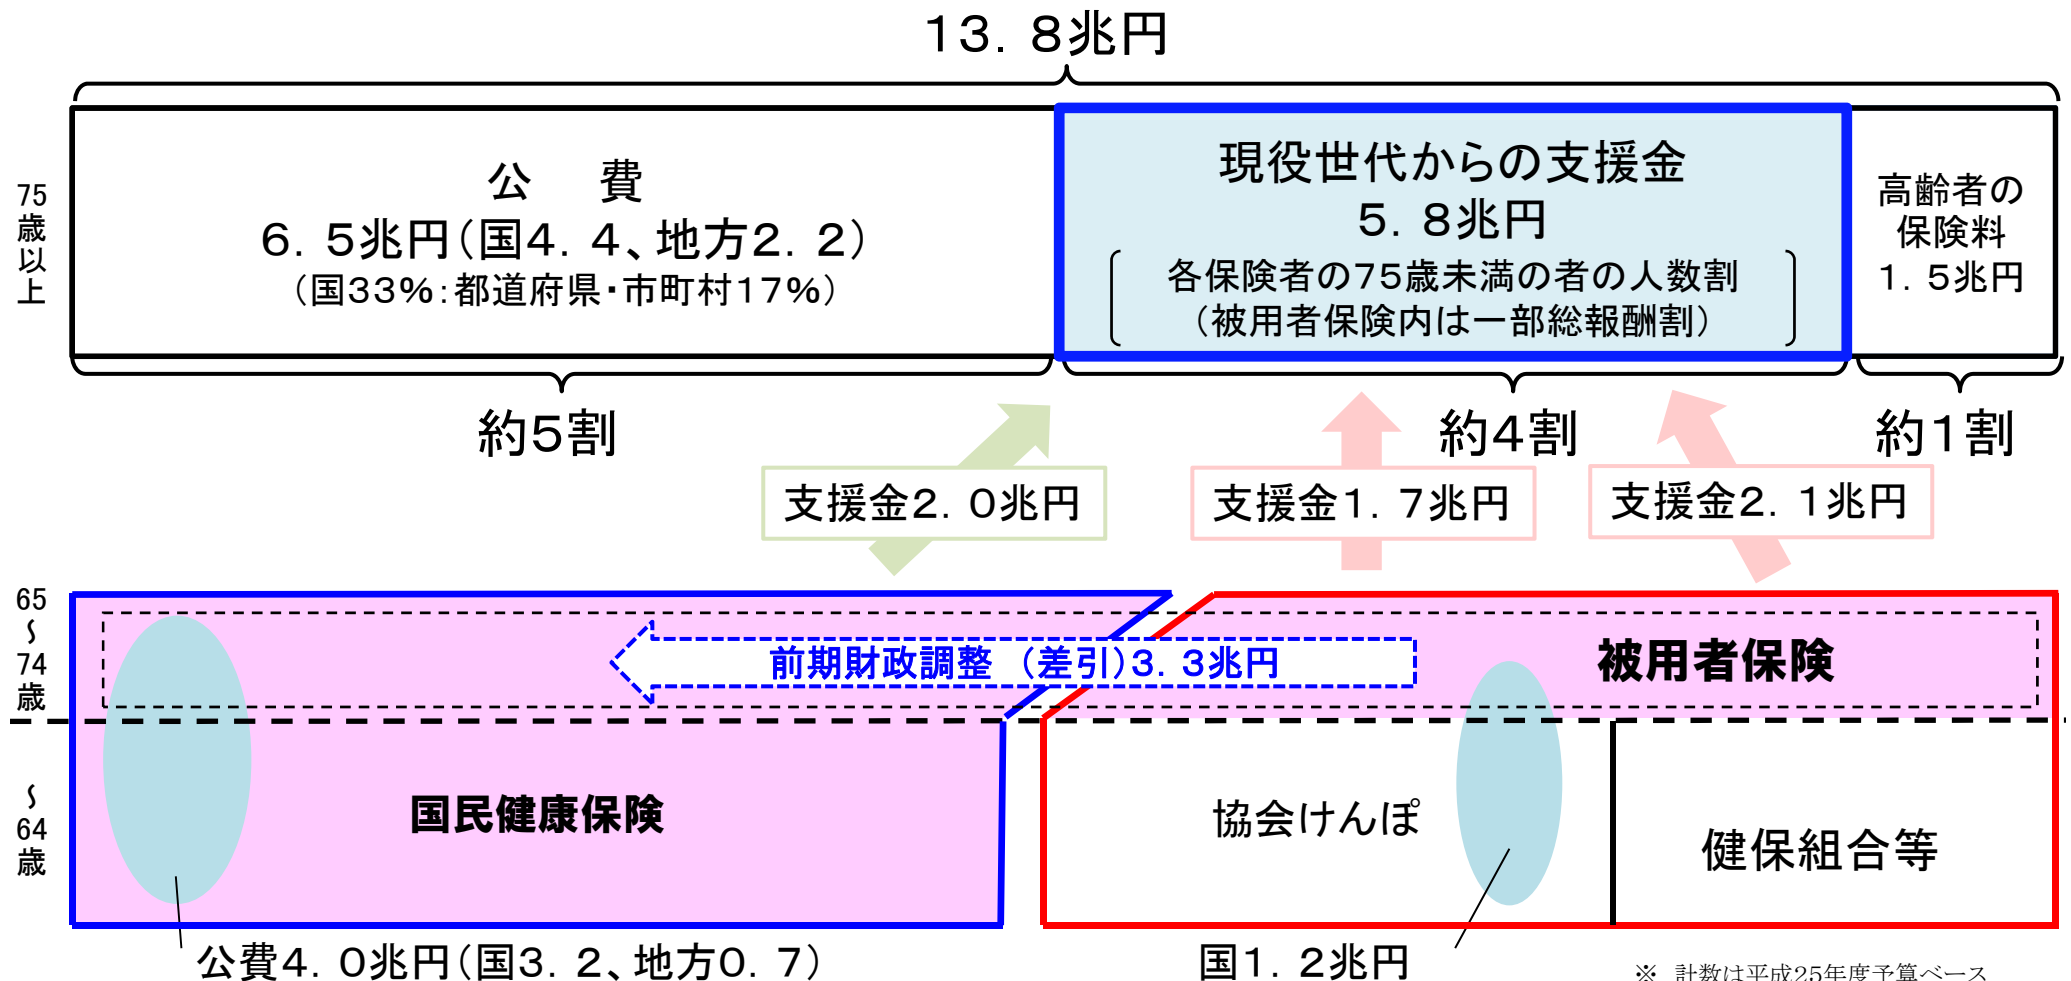 13．8兆円
75歳以上
公　費
6．5兆円（国4．4、地方2．2）
（国33％：都道府県・市町村17％）
現役世代からの支援金
5．8兆円
各保険者の75歳未満の者の人数割
（被用者保険内は一部総報酬割）
高齢者の
保険料
1．5兆円
約5割
約4割
約1割
支援金2．0兆円
支援金1．7兆円
支援金2．1兆円
65〜74歳
前期財政調整　（差引）3．3兆円
被用者保険
〜64歳
国民健康保険
協会けんぽ
健保組合等
公費4．0兆円（国3．2、地方0．7）
国1．2兆円
※　計数は平成25年度予算ベース